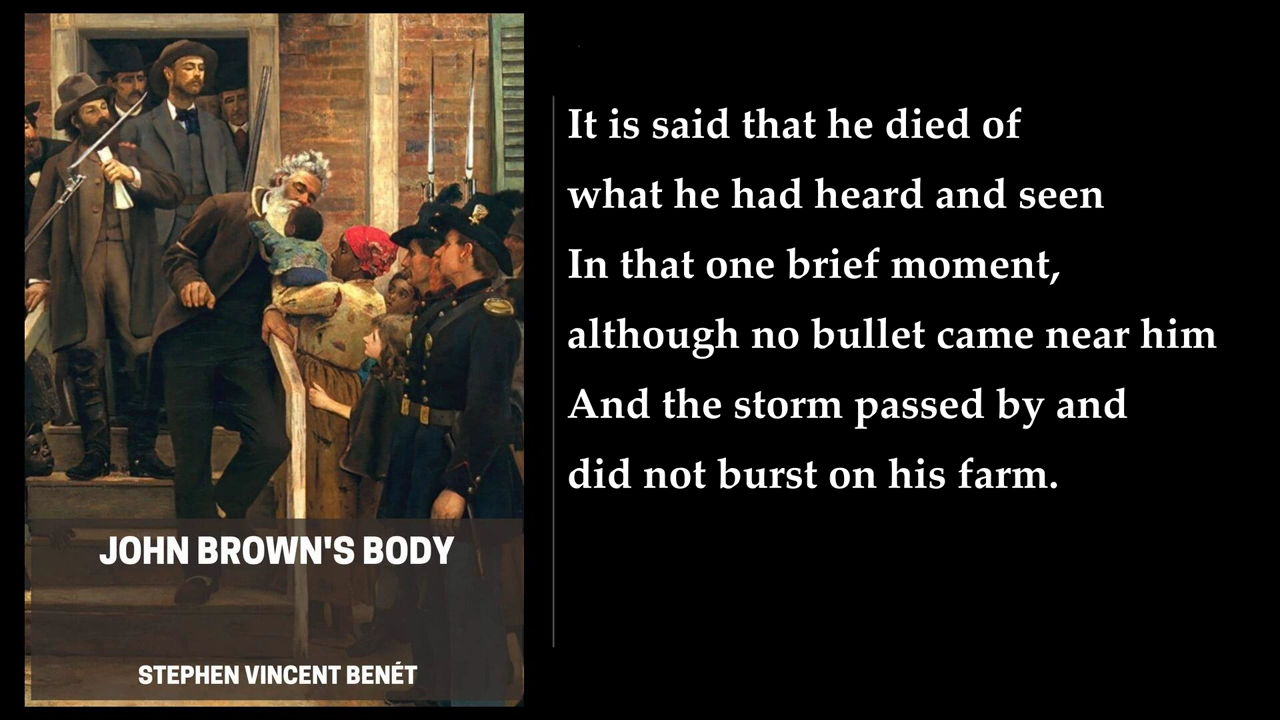 JOHN BROWN'S BODY
STEPHEN VINCENT BENÉT
It is said that he died of
what he had heard and seen
In that one brief moment,
although no bullet came near him
And the storm passed by and
did not burst on his farm.